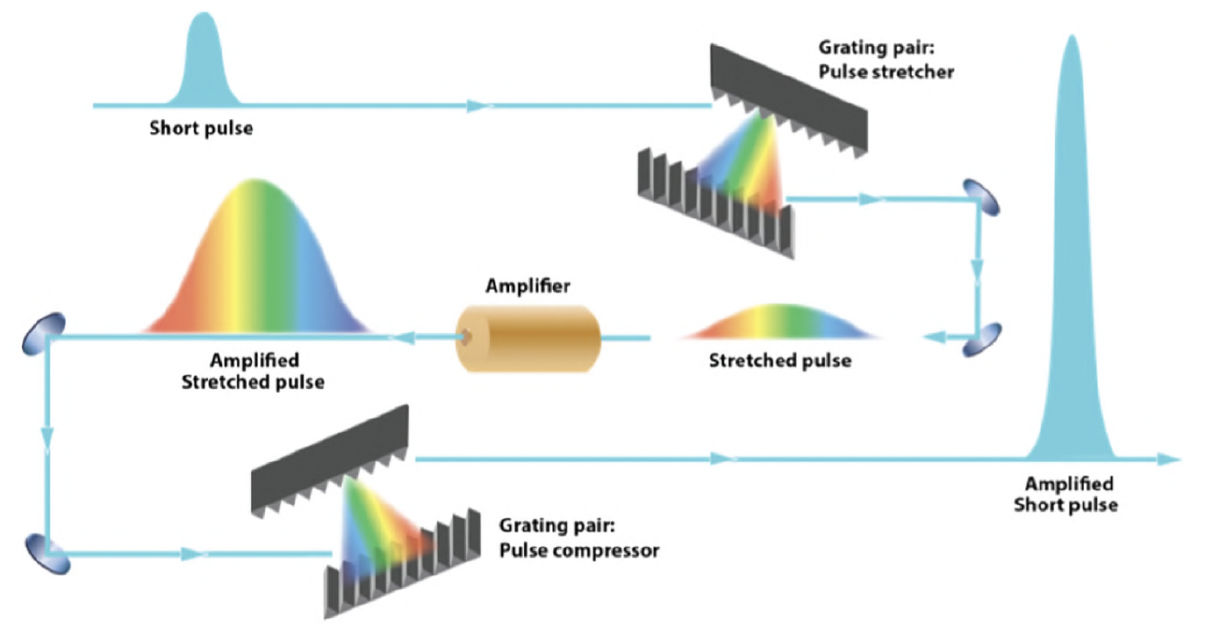 Grating pair:
Pulse stretcher
Short pulse
Amplifier
Amplified
Stretched pulse
Stretched pulse
Grating pair:
Pulse compressor
Amplified
Short pulse